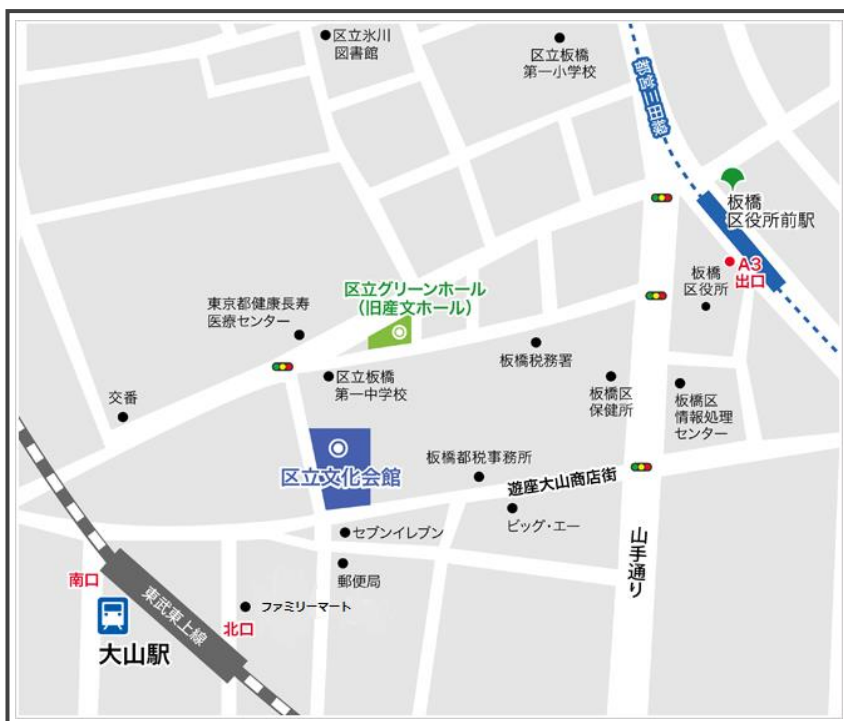 区立氷川
図書館
区立板橋
第一小学校
都営三田線
板橋
区役所前駅
A3
出口
板橋
区役所
区立グリーンホール
(旧産文ホール)
東京都健康長寿
医療センター
板橋税務署
区立板橋
第一中学校
板橋区
保健所
板橋区
情報処理
センター
交番
区立文化会館
板橋都税事務所
遊座大山商店街
ビッグ・エー
セブンイレブン
山手通り
郵便局
南口
東武東上線
ファミリーマート
北口
大山駅